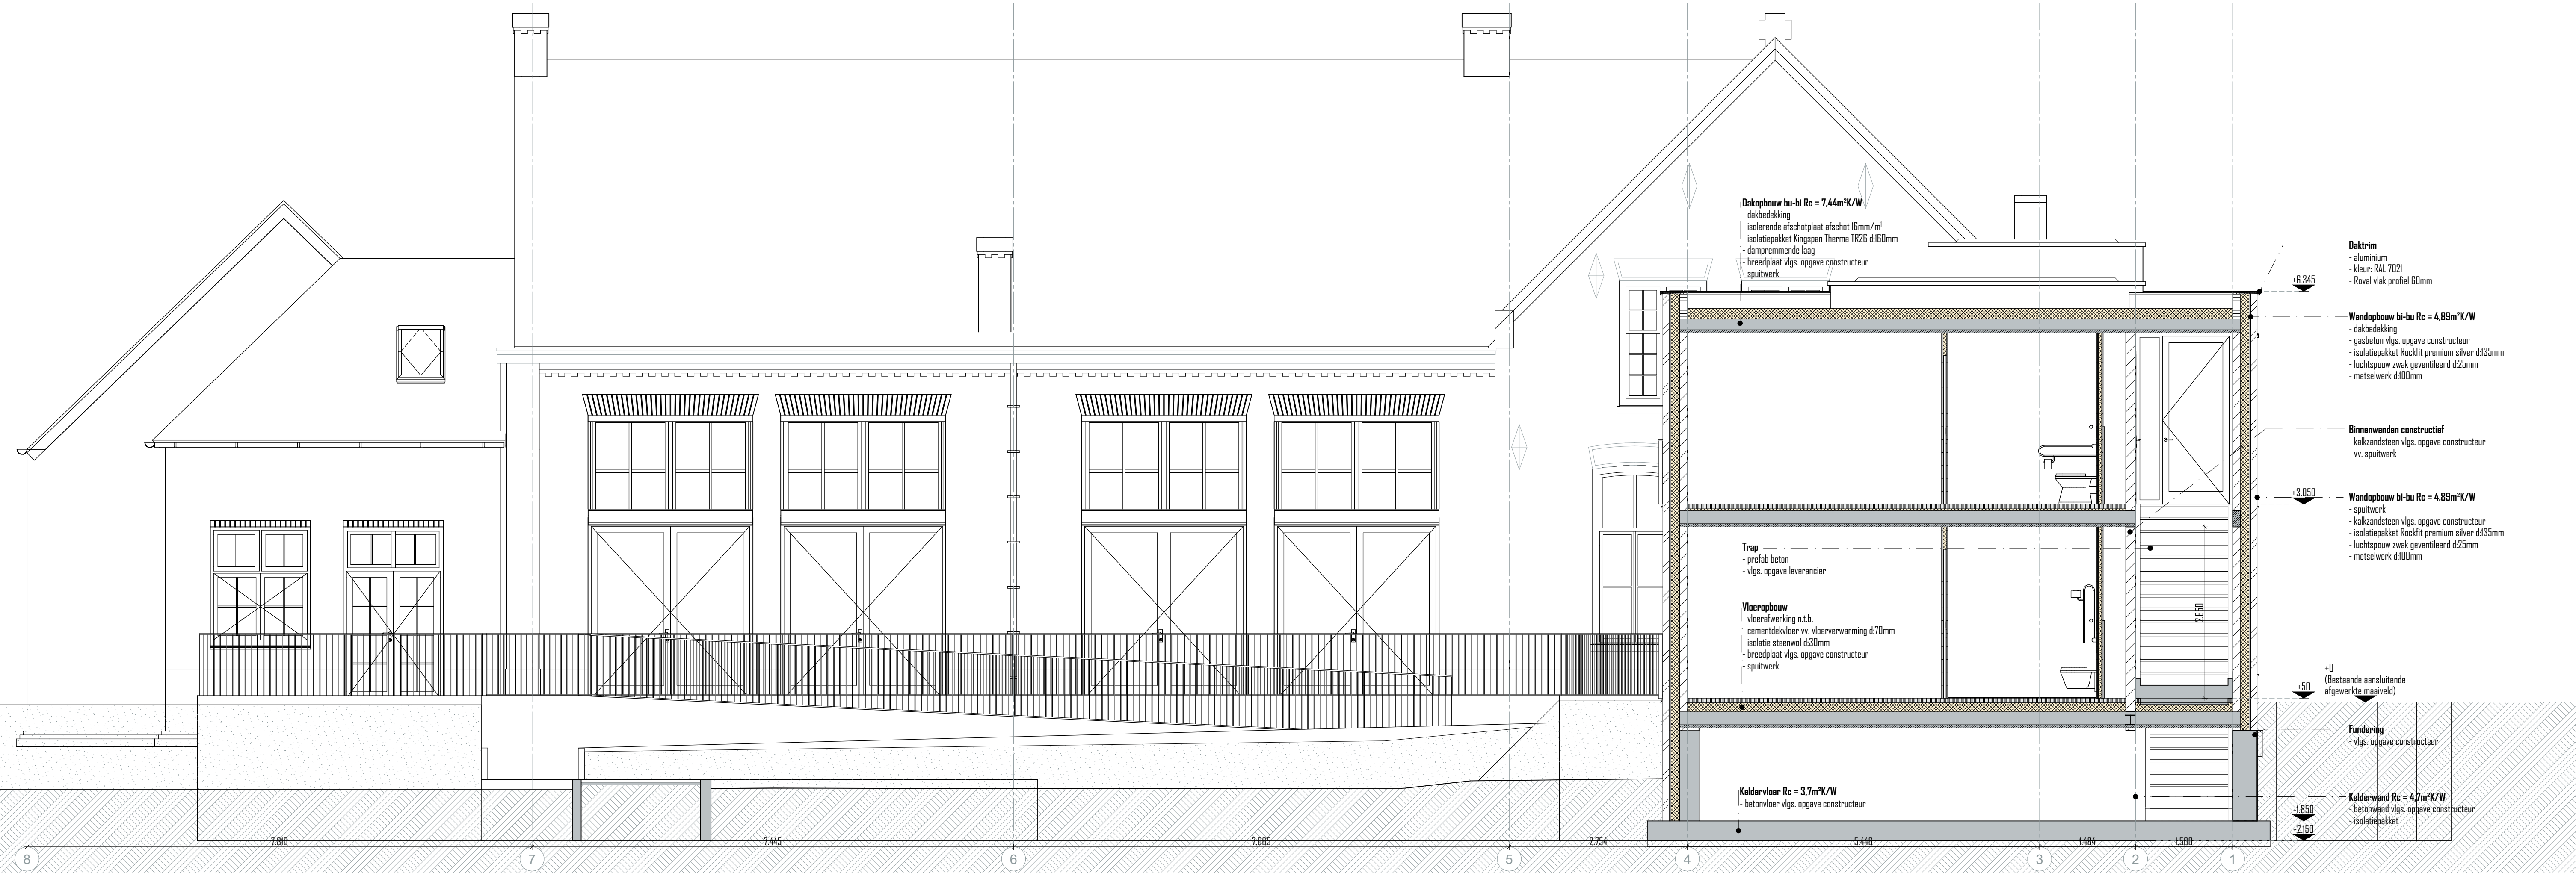 Dakopbouw bu-bi Rc = 7,44m²K/W
- dakbedekking
- isolerende afschotplaat afschot 16mm/m¹
- isolatiepakket Kingspan Therma TR26 d:160mm
- dampremmende laag
- breedplaat vlgs. opgave constructeur
- spuitwerk
Daktrim
- aluminium
- kleur: RAL 7021
- Roval vlak profiel 60mm
+6.345
Wandopbouw bi-bu Rc = 4,89m²K/W
- dakbedekking
- gasbeton vlgs. opgave constructeur
- isolatiepakket Rockfit premium silver d:135mm
- luchtspouw zwak geventileerd d:25mm
- metselwerk d:100mm
Binnenwanden constructief
- kalkzandsteen vlgs. opgave constructeur
- vv. spuitwerk
+3.050
Wandopbouw bi-bu Rc = 4,89m²K/W
- spuitwerk
- kalkzandsteen vlgs. opgave constructeur
- isolatiepakket Rockfit premium silver d:135mm
- luchtspouw zwak geventileerd d:25mm
- metselwerk d:100mm
Trap
- prefab beton
- vlgs. opgave leverancier
2.650
Vloeropbouw
- vloerafwerking n.t.b.
- cementdekvloer vv. vloerverwarming d:70mm
- isolatie steenwol d:30mm
- breedplaat vlgs. opgave constructeur
- spuitwerk
+0
(Bestaande aansluitende
afgewerkte maaiveld)
+50
Fundering
- vlgs. opgave constructeur
Keldervloer Rc = 3,7m²K/W
- betonvloer vlgs. opgave constructeur
Kelderwand Rc = 4,7m²K/W
- betonwand vlgs. opgave constructeur
- isolatiepakket
-1.850
-2.150
7.810 7.445 7.665 2.754 5.446 1.484 1.500
8 7 6 5 4 3 2 1